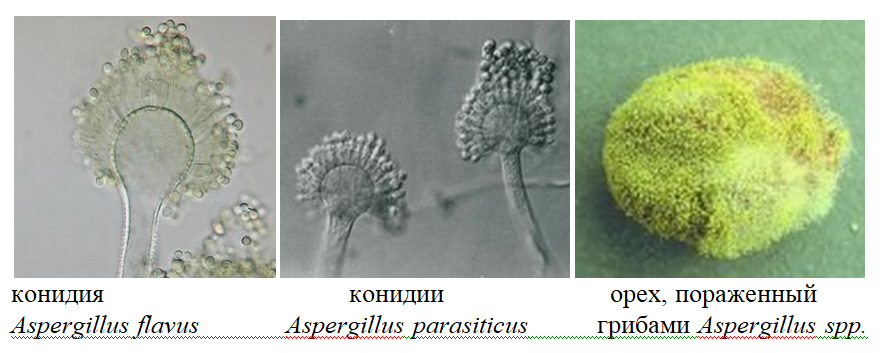 конидия конидии орех, пораженный
Aspergillus flavus Aspergillus parasiticus грибами Aspergillus spp.